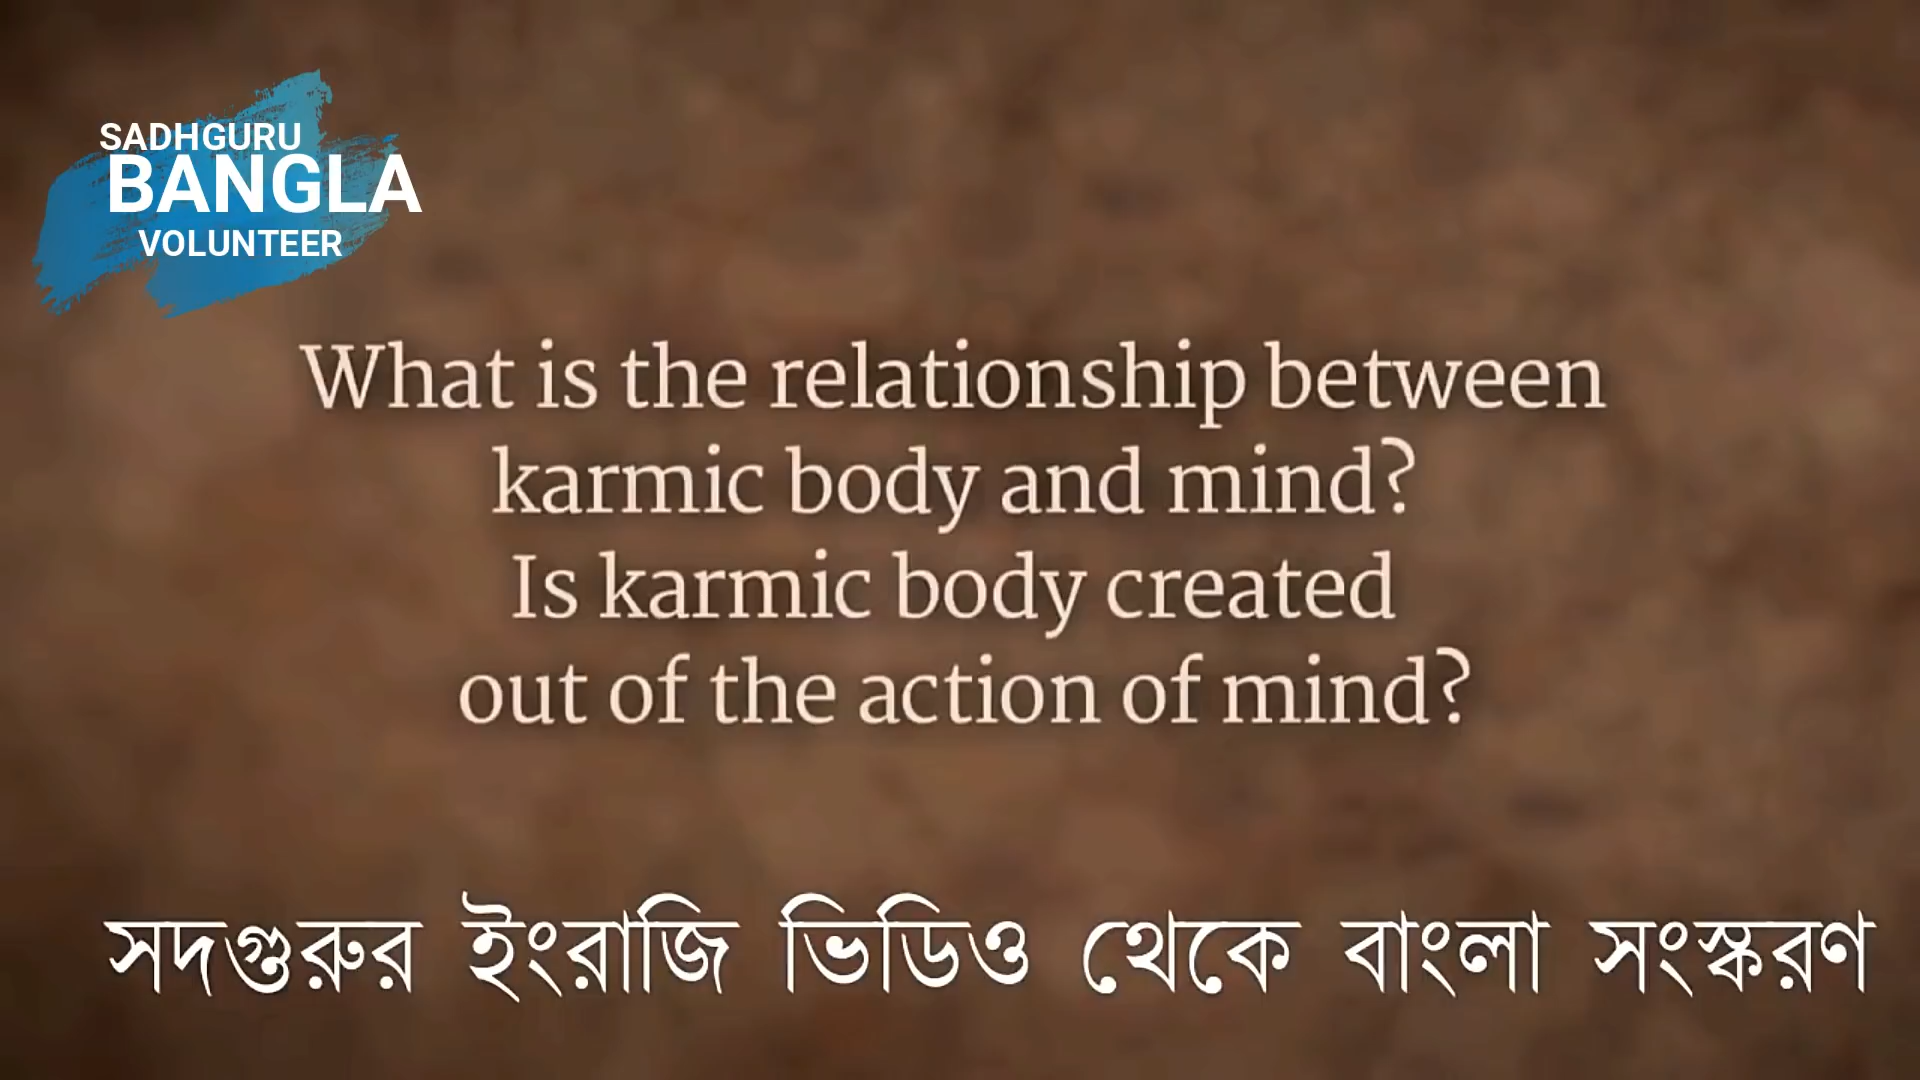 SADHGURU
BANGLA
VOLUNTEER
What is the relationship between
karmic body and mind?
Is karmic body created
out of the action of mind?
সদগুরুর ইংরাজি ভিডিও থেকে বাংলা সংস্করণ